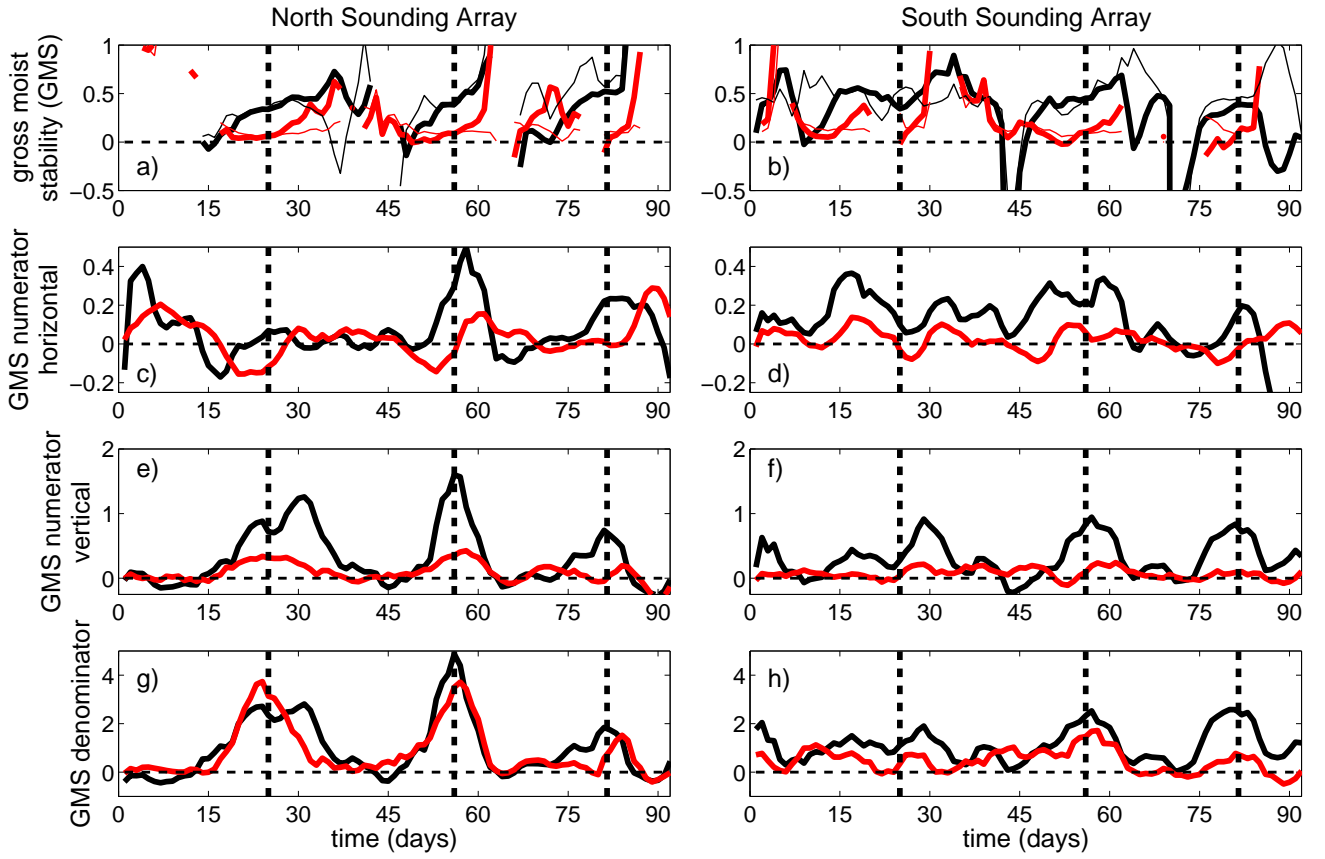 North Sounding Array
South Sounding Array
gross moist
stability (GMS)
1
0.5
0
−0.5
a)
0 15 30 45 60 75 90
1
0.5
0
−0.5
b)
0 15 30 45 60 75 90
GMS numerator
horizontal
0.4
0.2
0
−0.2
c)
0 15 30 45 60 75 90
0.4
0.2
0
−0.2
d)
0 15 30 45 60 75 90
GMS numerator
vertical
2
1
0
e)
0 15 30 45 60 75 90
2
1
0
f)
0 15 30 45 60 75 90
GMS denominator
4
2
0
g)
0 15 30 45 60 75 90
time (days)
4
2
0
h)
0 15 30 45 60 75 90
time (days)